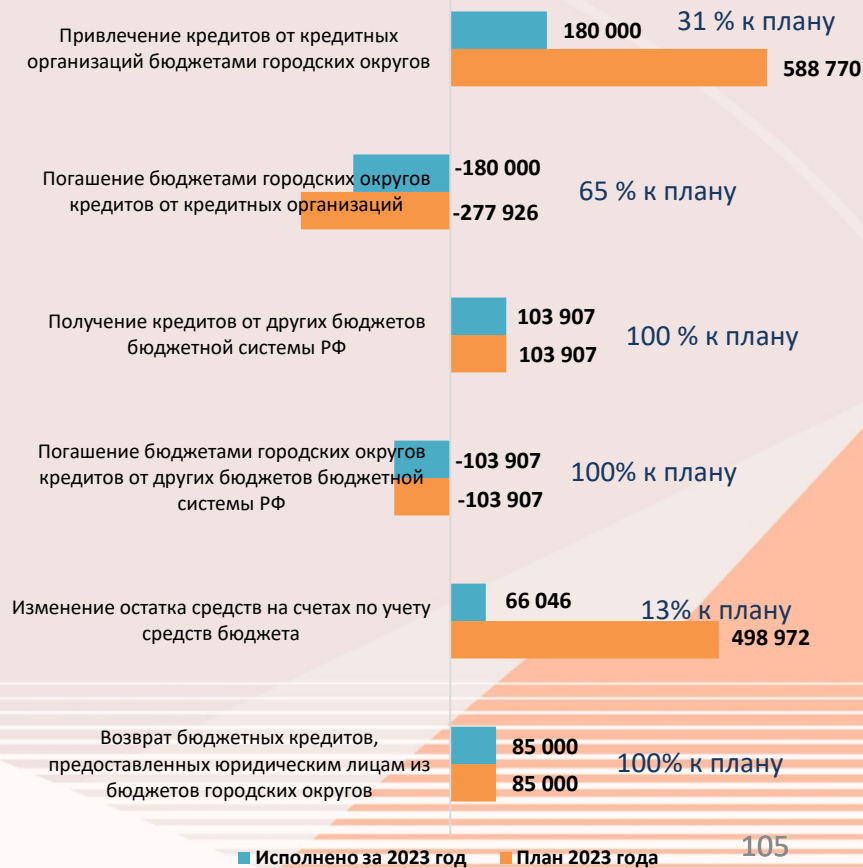 Привлечение кредитов от кредитных
организаций бюджетами городских округов
180 000
31 % к плану
588 770
Погашение бюджетами городских округов
кредитов от кредитных организаций
-180 000
65 % к плану
-277 926
Получение кредитов от других бюджетов
бюджетной системы РФ
103 907
100 % к плану
103 907
Погашение бюджетами городских округов
кредитов от других бюджетов бюджетной
системы РФ
-103 907
100% к плану
-103 907
Изменение остатка средств на счетах по учету
средств бюджета
66 046
13% к плану
498 972
Возврат бюджетных кредитов,
предоставленных юридическим лицам из
бюджетов городских округов
85 000
100% к плану
85 000
Исполнено за 2023 год
План 2023 года
105